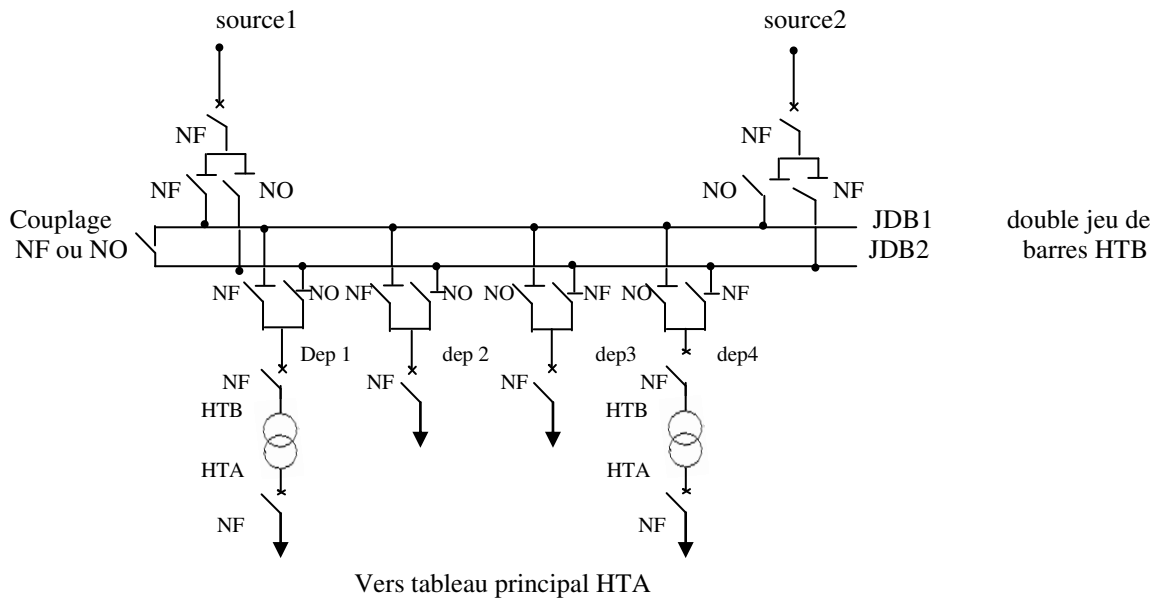 source1
source2
NF
NF
NF
NO
NO
NF
Couplage
NF ou NO
JDB1
JDB2
double jeu de
barres HTB
NF
NO
NF
NO
NO
NF
NO
NF
Dep 1
dep 2
dep3
dep4
NF
NF
NF
NF
HTB
HTB
HTA
HTA
NF
NF
Vers tableau principal HTA